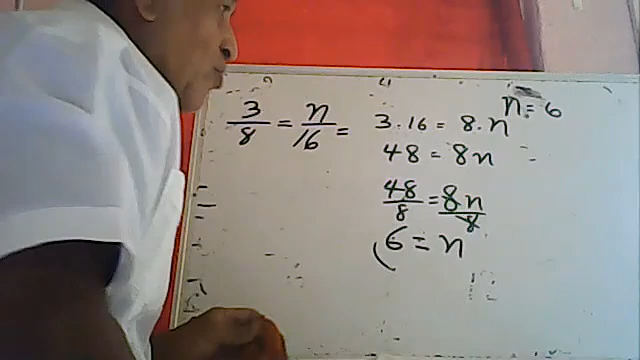 3/8 = n/16 =
3 · 16 = 8 · n
n = 6
48 = 8n
48/8 = 8n/8
6 = n